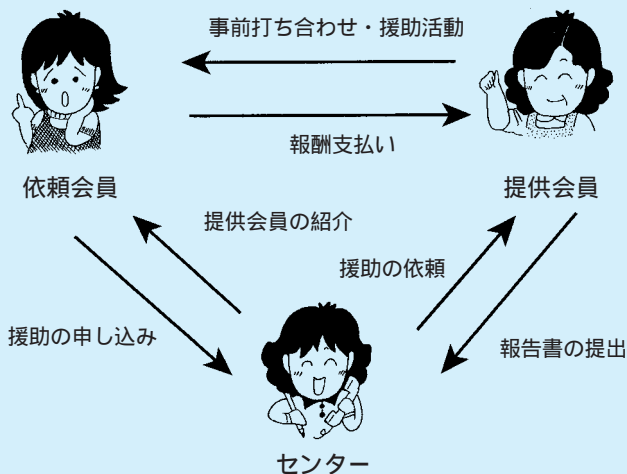 事前打ち合わせ・援助活動
報酬支払い
依頼会員
提供会員
提供会員の紹介
援助の依頼
援助の申し込み
報告書の提出
センター